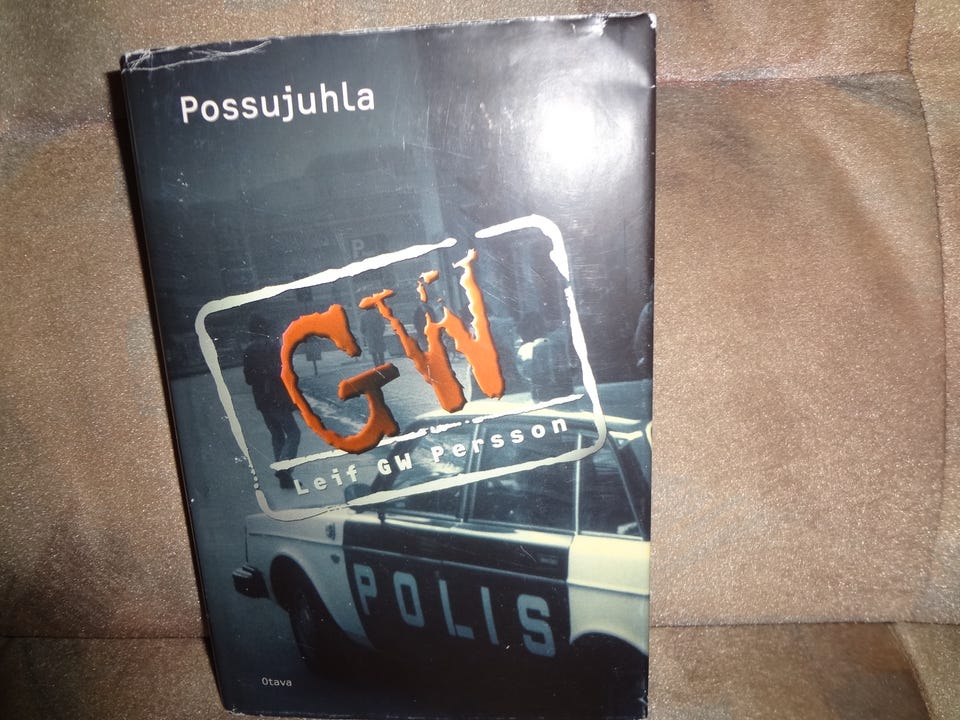 Possujuhla
P
GW
Leif GW Persson
POLIS
Otava